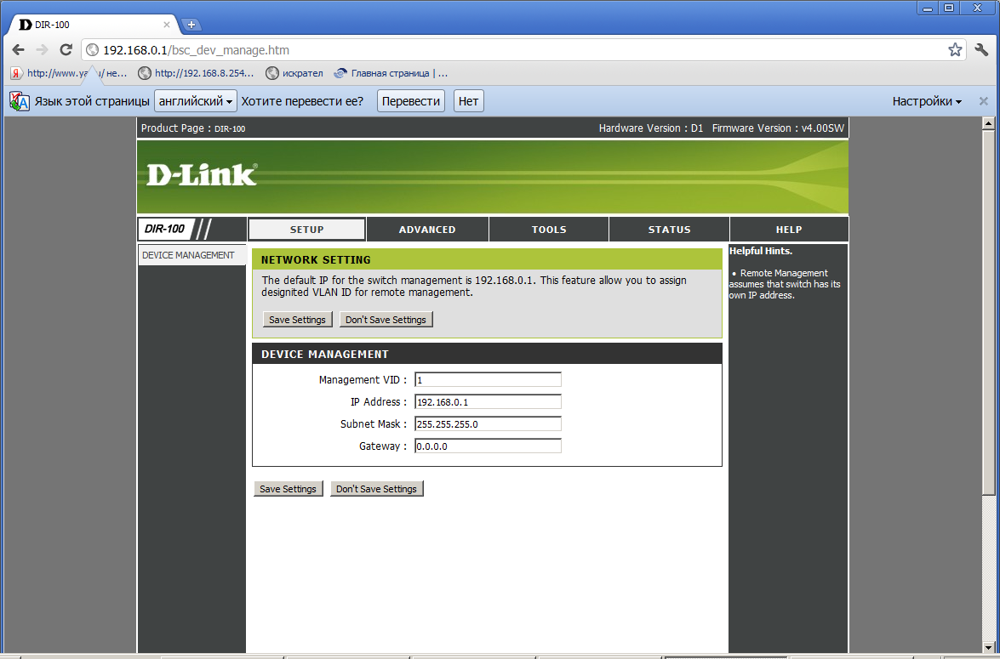 DIR-100
192.168.0.1/bsc_dev_manage.htm
Я http://www.ya u/ не... http://192.168.8.254... искрател Главная страница | ...
Язык этой страницы английский Хотите перевести ее? Перевести Нет Настройки
Product Page : DIR-100 Hardware Version : D1 Firmware Version : v4.00SW
D-Link®
DIR-100 SETUP ADVANCED TOOLS STATUS HELP
DEVICE MANAGEMENT
NETWORK SETTING
The default IP for the switch management is 192.168.0.1. This feature allow you to assign
designited VLAN ID for remote management.
Save Settings Don't Save Settings
DEVICE MANAGEMENT
Management VID : 1
IP Address : 192.168.0.1
Subnet Mask : 255.255.255.0
Gateway : 0.0.0.0
Save Settings Don't Save Settings
Helpful Hints.
• Remote Management
assumes that switch has its
own IP address.